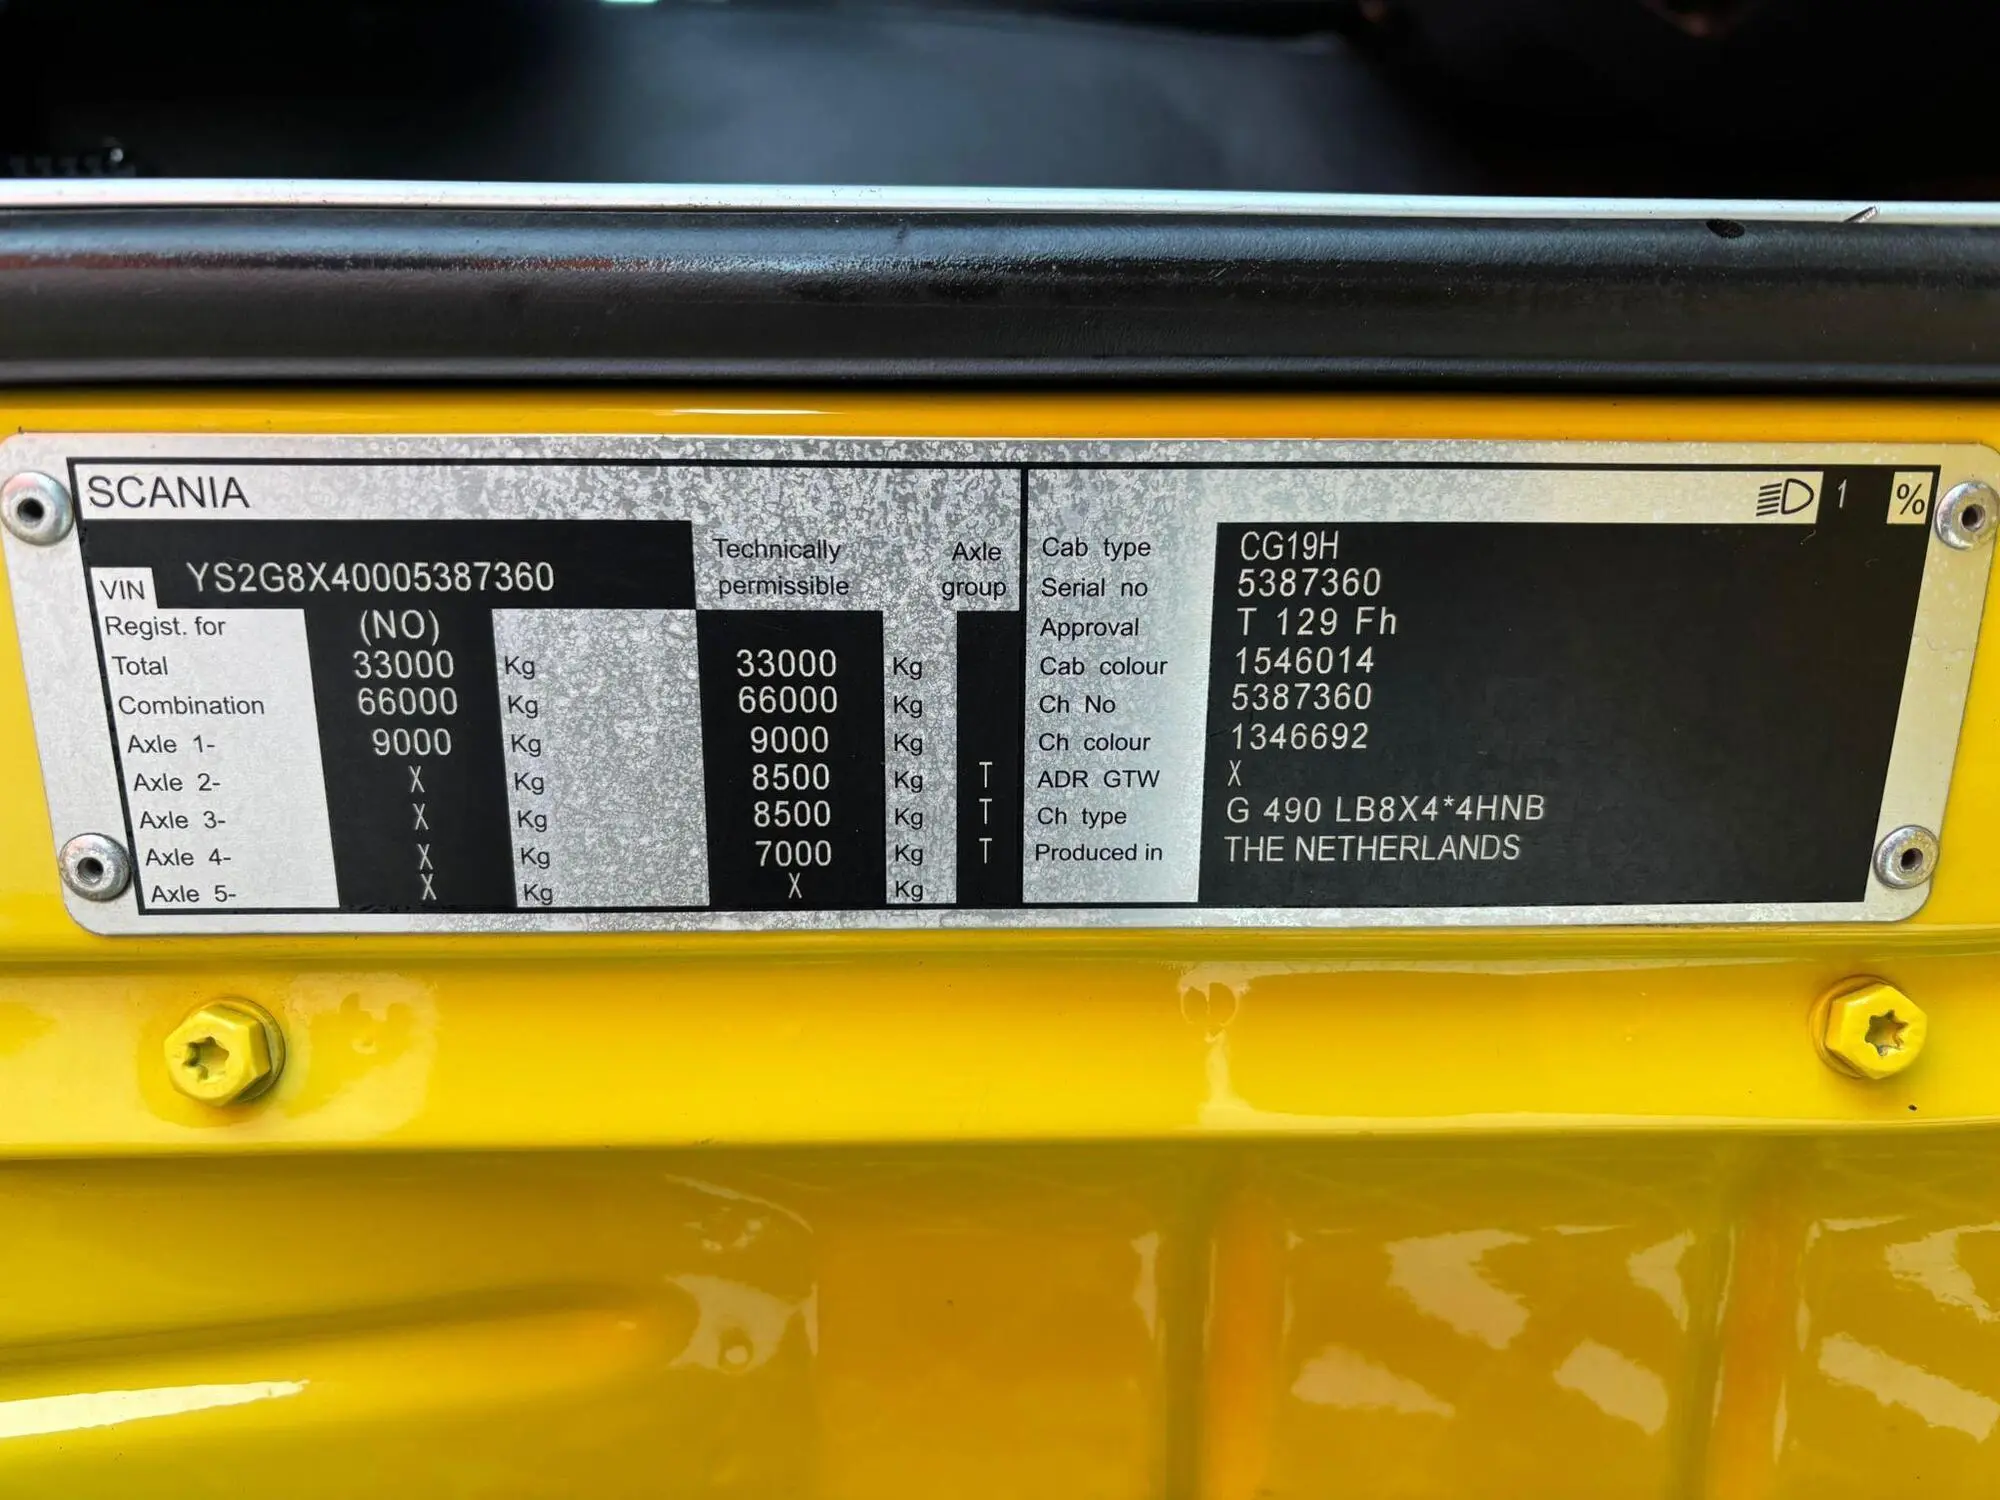 SCANIA
1 %
VIN YS2G8X40005387360
Technically permissible
Axle group
Regist. for (NO)
Total 33000 Kg 33000 Kg
Combination 66000 Kg 66000 Kg
Axle 1- 9000 Kg 9000 Kg
Axle 2- X Kg 8500 Kg T
Axle 3- X Kg 8500 Kg T
Axle 4- X Kg 7000 Kg T
Axle 5- X Kg X Kg
Cab type CG19H
Serial no 5387360
Approval T 129 Fh
Cab colour 1546014
Ch No 5387360
Ch colour 1346692
ADR GTW X
Ch type G 490 LB8X4*4HNB
Produced in THE NETHERLANDS